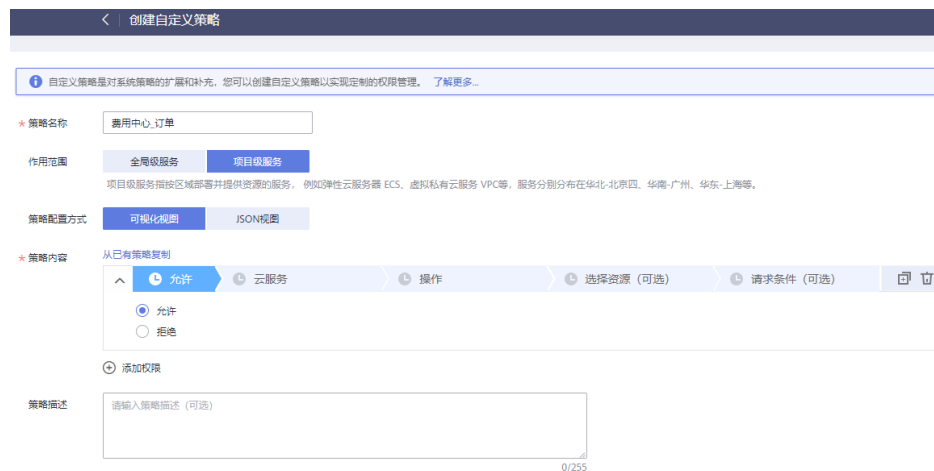 创建自定义策略
自定义策略是对系统策略的扩展和补充，您可以创建自定义策略以实现定制的权限管理。 了解更多...
* 策略名称 费用中心_订单
作用范围 全局级服务 项目级服务
项目级服务指按区域部署并提供资源的服务， 例如弹性云服务器 ECS、虚拟私有云服务 VPC等，服务分别分布在华北-北京四、华南-广州、华东-上海等。
策略配置方式 可视化视图 JSON视图
* 策略内容 从已有策略复制
允许 云服务 操作 选择资源（可选） 请求条件（可选）
允许
拒绝
添加权限
策略描述 请输入策略描述（可选）
0/255